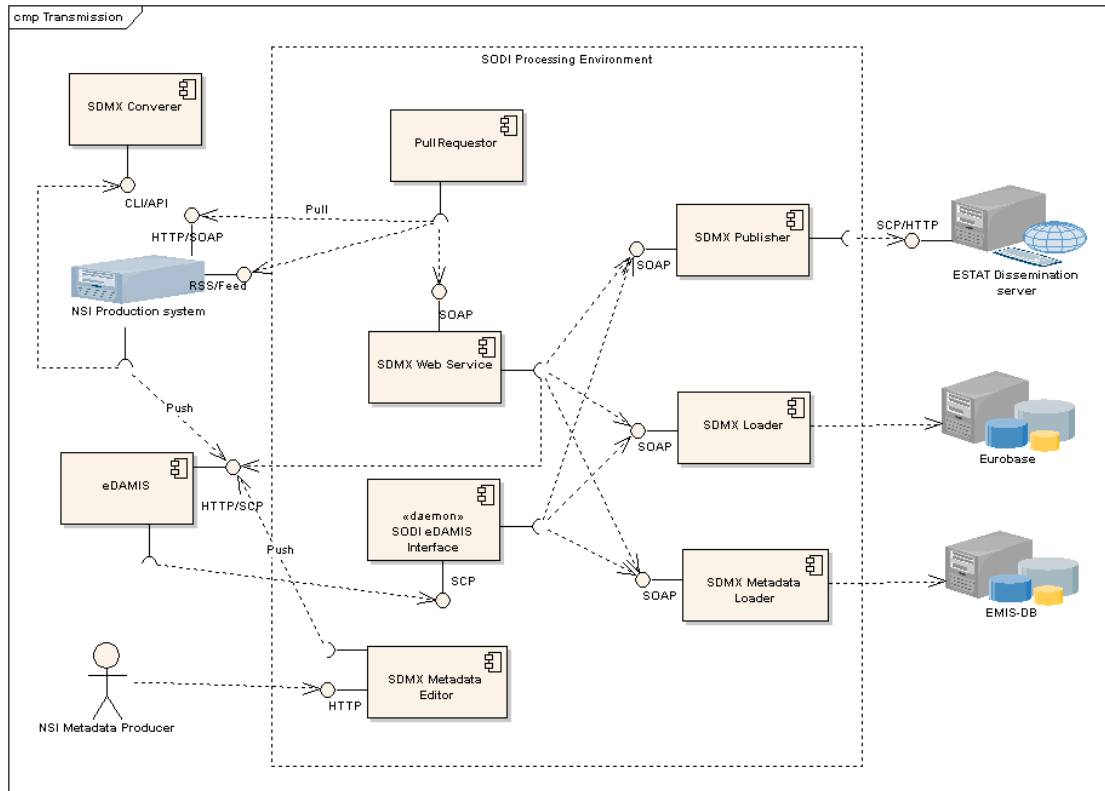 cmp Transmission
SODI Processing Environment
SDMX Converer
PullRequestor
CLI/API
Pull
HTTP/SOAP
SDMX Publisher
SCP/HTTP
SOAP
ESTAT Dissemination
server
RSS/Feed
NSI Production system
SOAP
SDMX Web Service
Push
SDMX Loader
SOAP
Eurobase
eDAMIS
HTTP/SCP
«daemon»
SODI eDAMIS
Interface
Push
SCP
SDMX Metadata
Loader
SOAP
EMIS-DB
SDMX Metadata
Editor
HTTP
NSI Metadata Producer